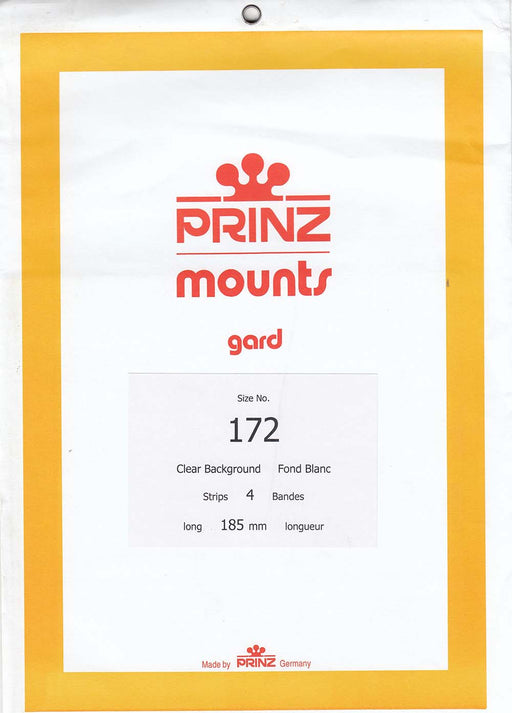 PRINZ
mounts
gard
Size No.
172
Clear Background Fond Blanc
Strips 4 Bandes
long 185 mm longueur
Made by PRINZ Germany